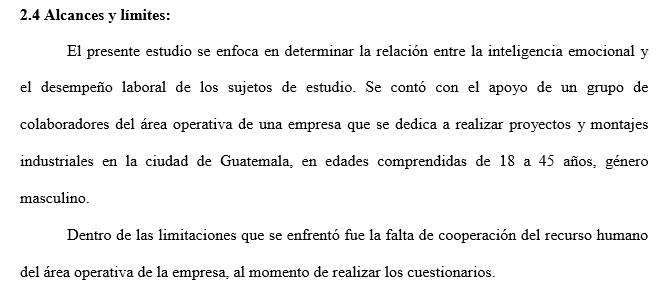 2.4 Alcances y límites:
El presente estudio se enfoca en determinar la relación entre la inteligencia emocional y
el desempeño laboral de los sujetos de estudio. Se contó con el apoyo de un grupo de
colaboradores del área operativa de una empresa que se dedica a realizar proyectos y montajes
industriales en la ciudad de Guatemala, en edades comprendidas de 18 a 45 años, género
masculino.
Dentro de las limitaciones que se enfrentó fue la falta de cooperación del recurso humano
del área operativa de la empresa, al momento de realizar los cuestionarios.